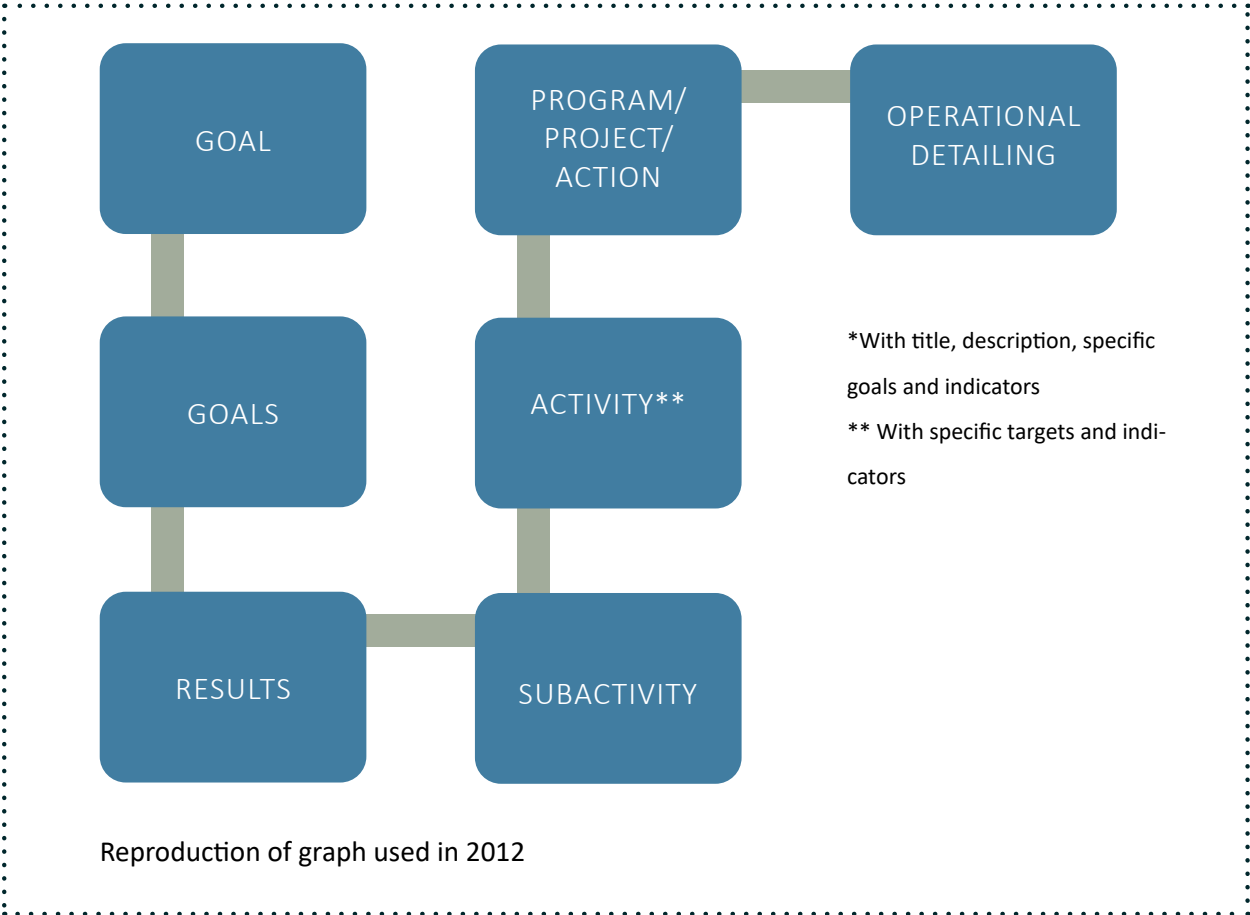 GOAL
PROGRAM/
PROJECT/
ACTION
OPERATIONAL
DETAILING
GOALS
ACTIVITY**
*With title, description, specific
goals and indicators
** With specific targets and indi-
cators
RESULTS
SUBACTIVITY
Reproduction of graph used in 2012